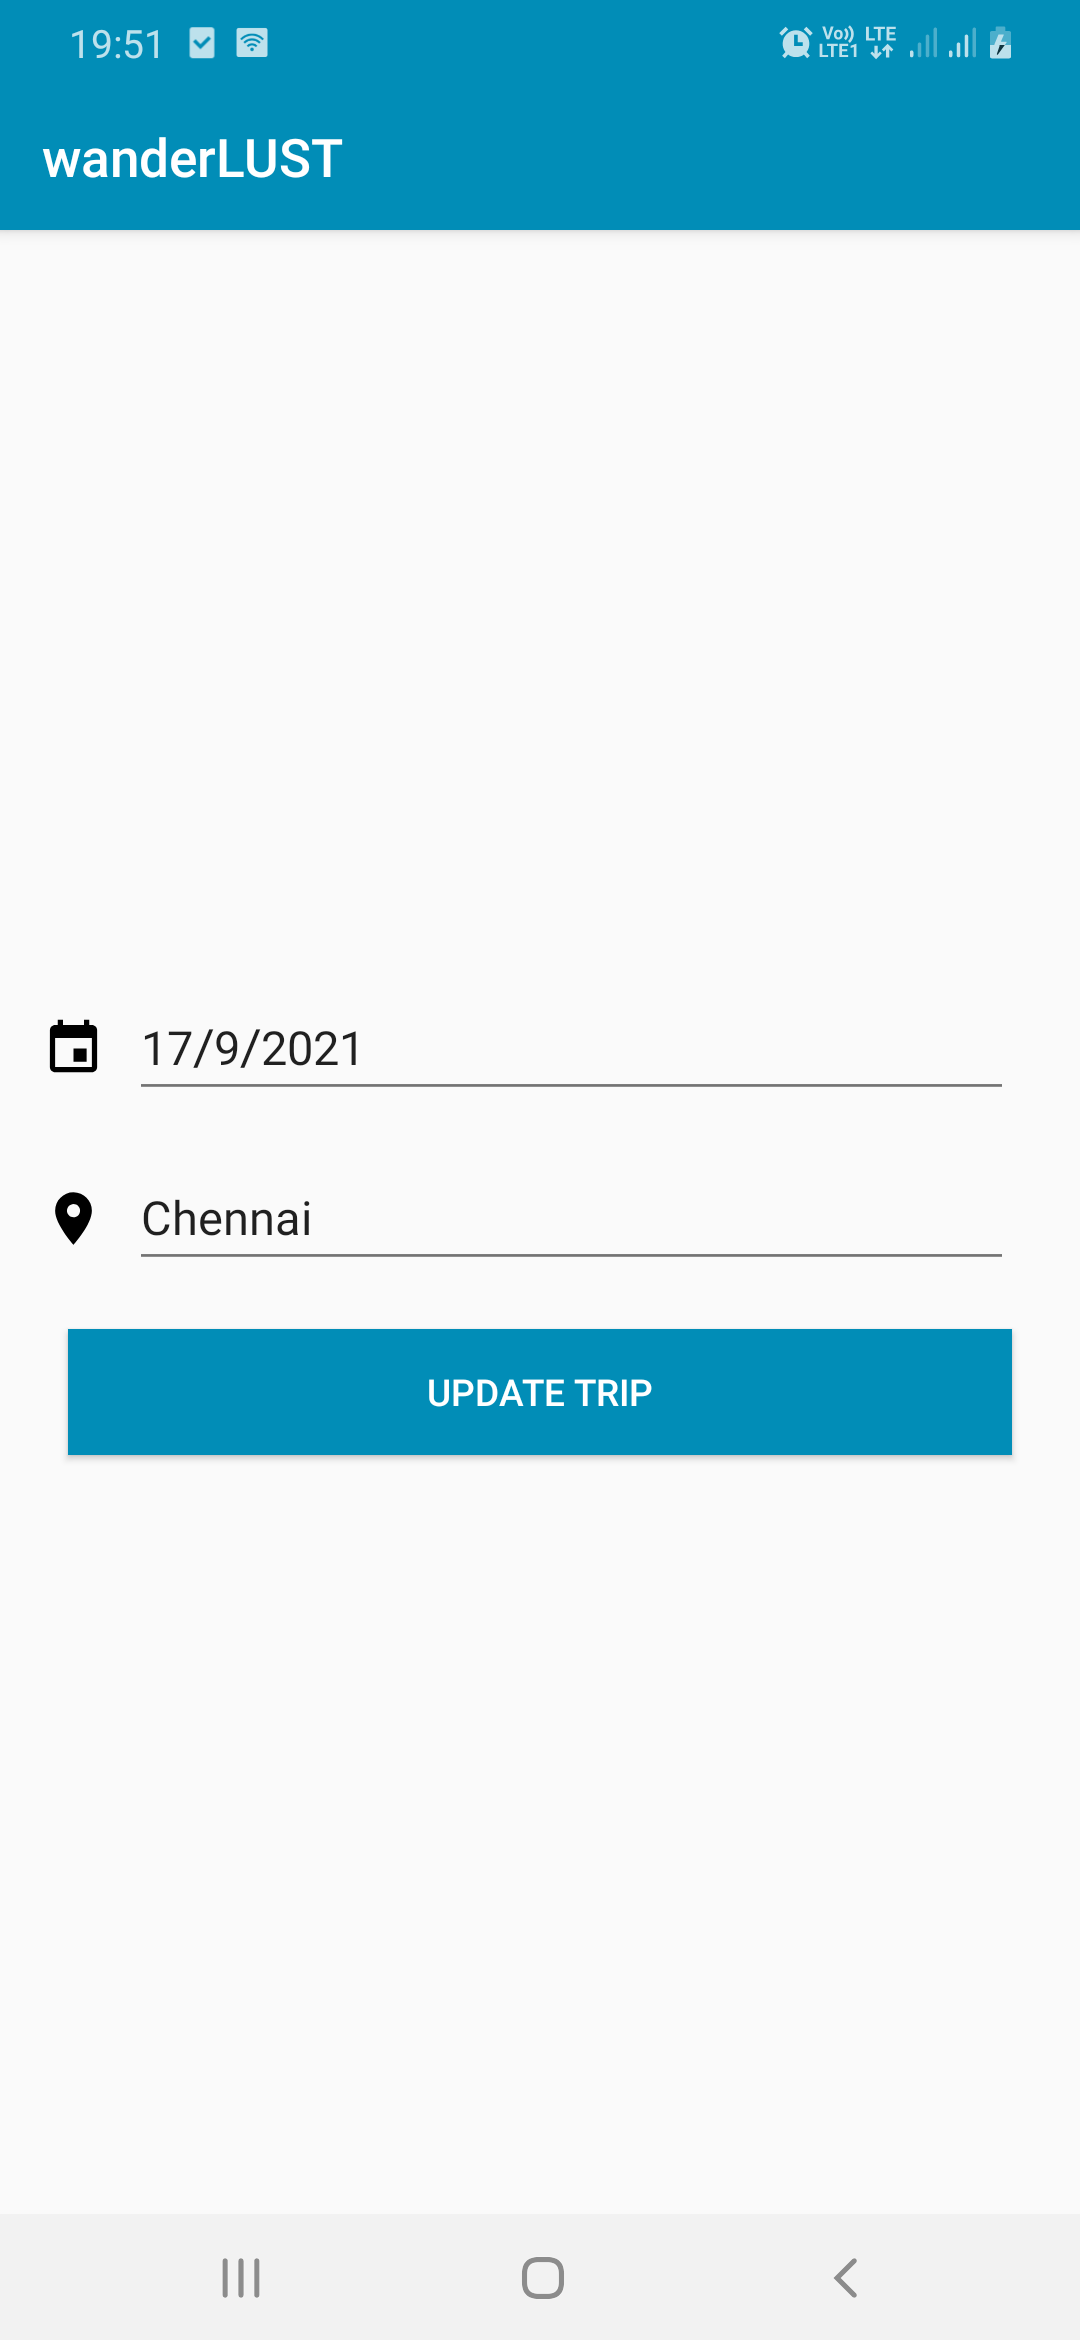 19:51
Vo)) LTE
LTE1
wanderLUST
17/9/2021
Chennai
UPDATE TRIP